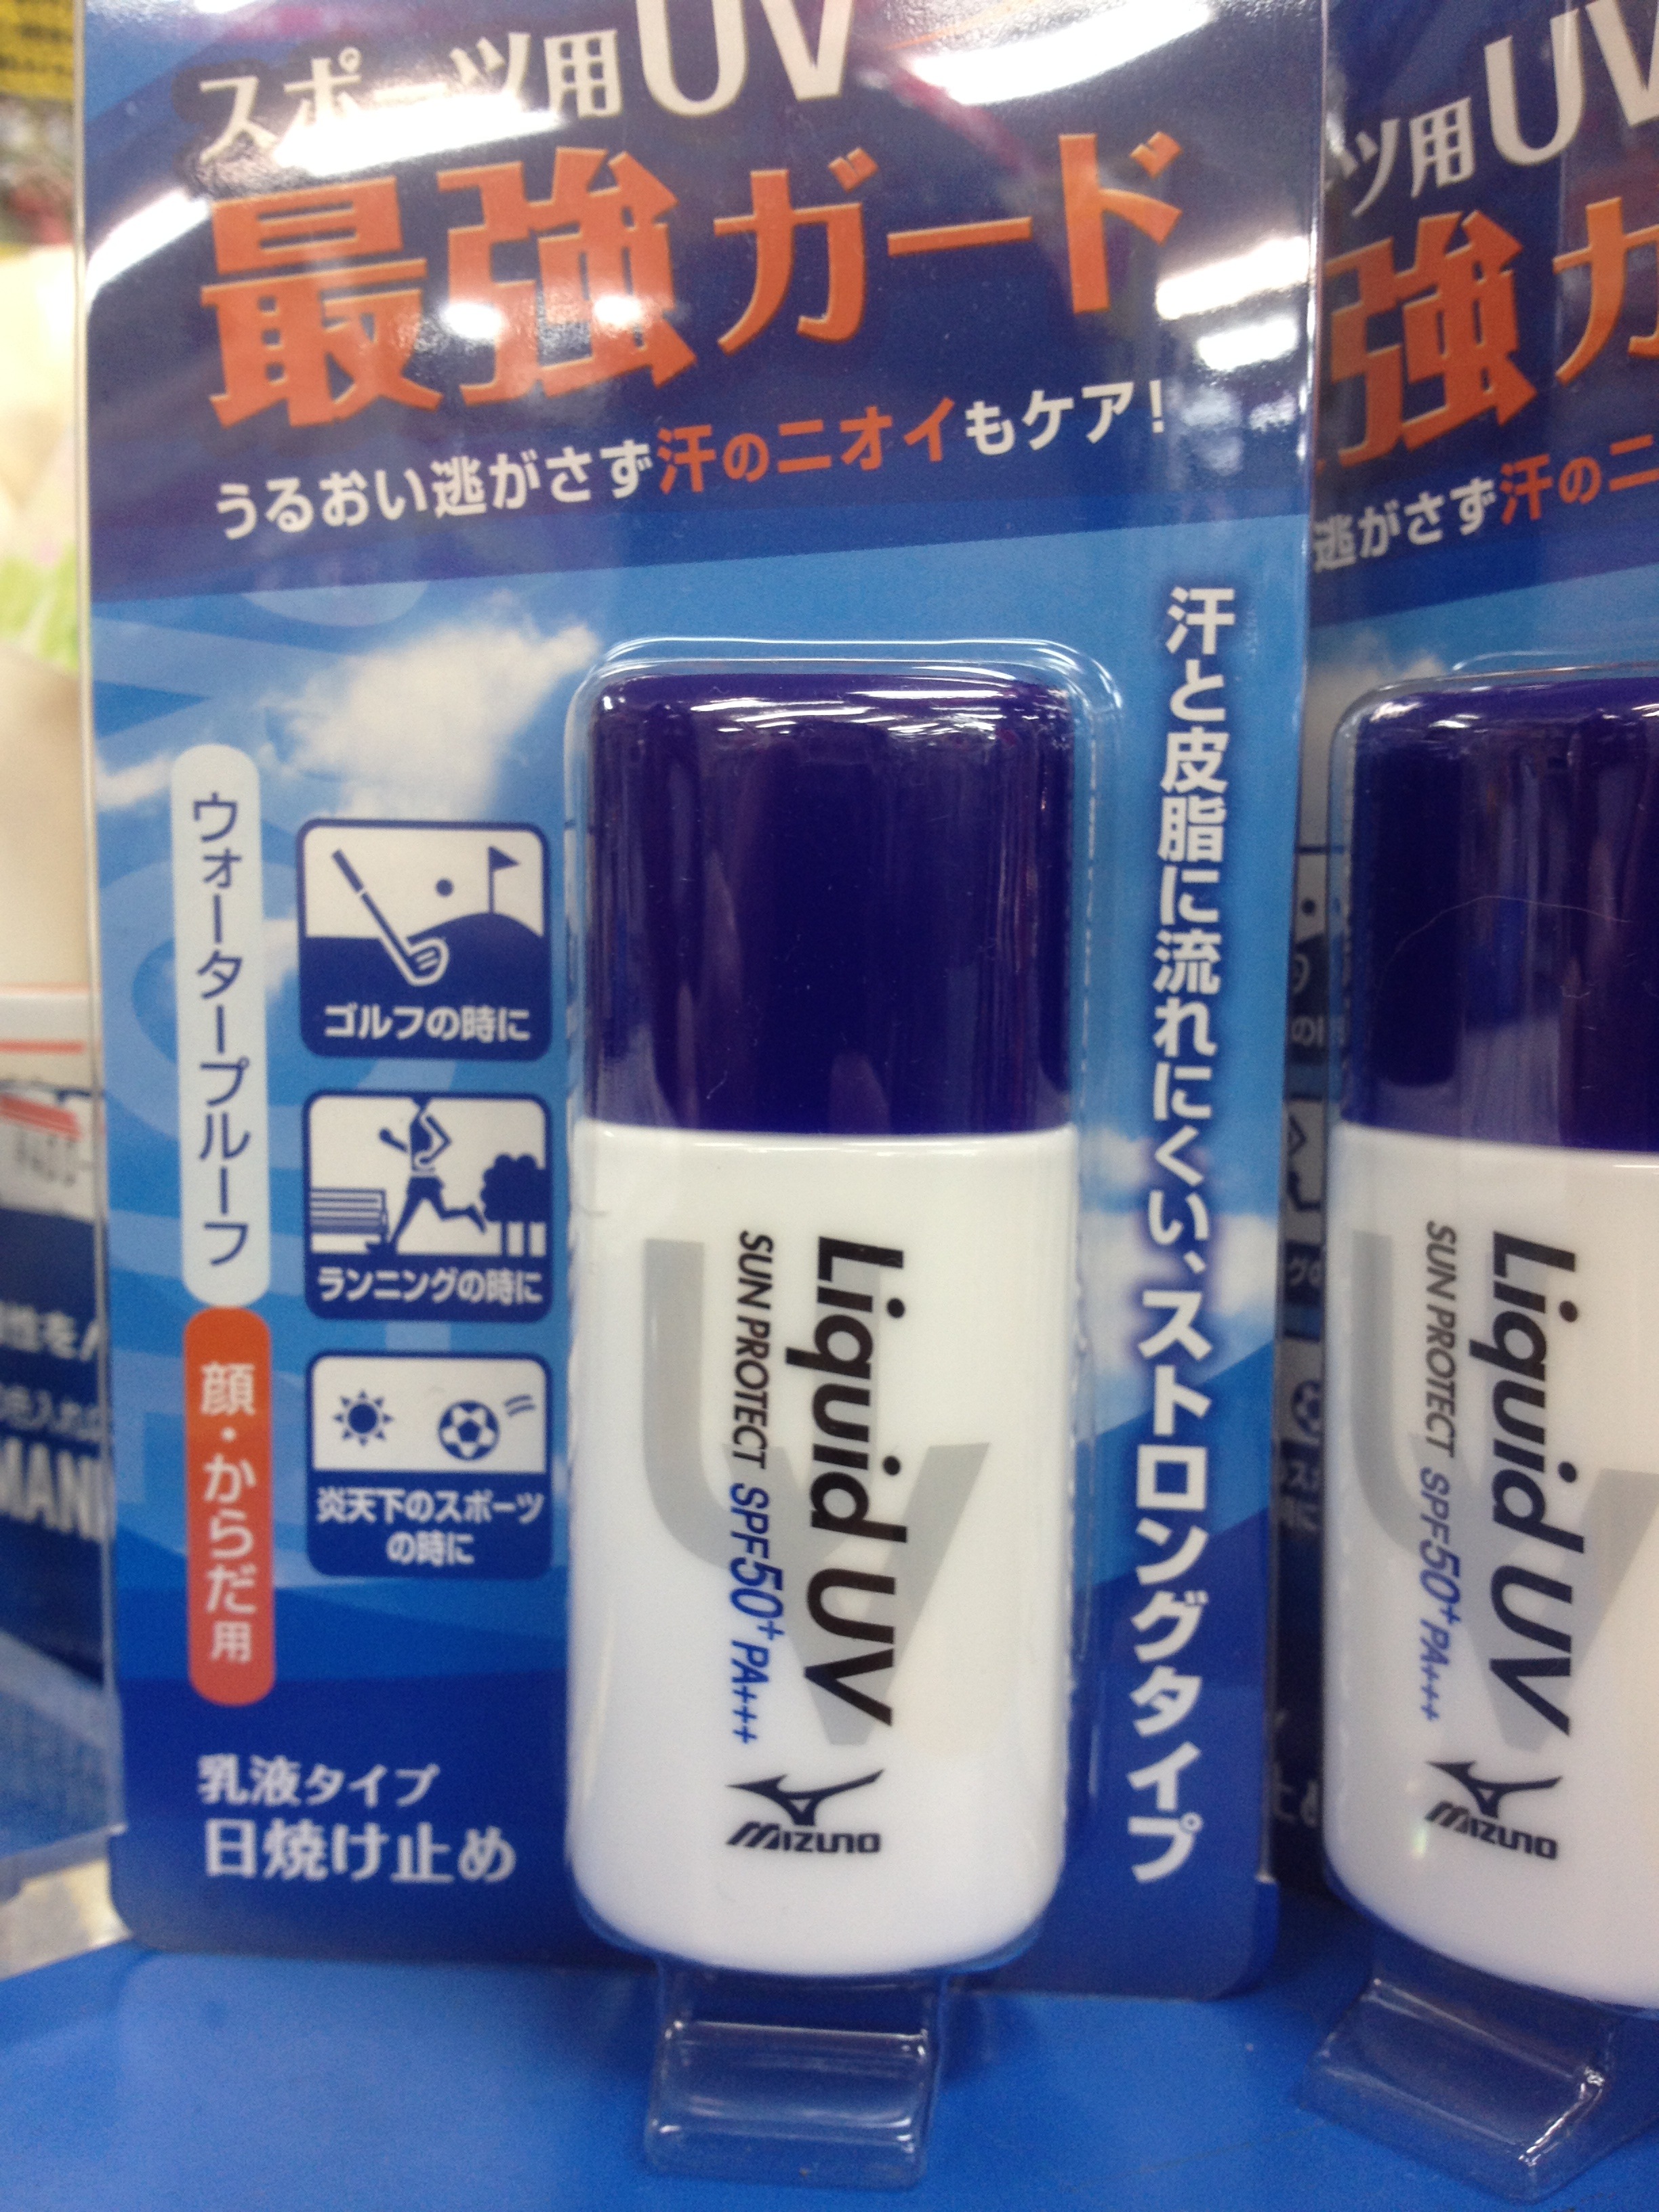 スポーツ用UV
最強ガード
うるおい逃がさず汗のニオイもケア!
汗と皮脂に流れにくい、ストロングタイプ
ウォータープルーフ
顔・からだ用
ゴルフの時に
ランニングの時に
炎天下のスポーツ
の時に
乳液タイプ
日焼け止め
Liquid UV
SUN PROTECT SPF50+ PA+++
MIZUNO
ツ用UV
強ガ
逃がさず汗のニ
Liquid UV
SUN PROTECT SPF50+ PA+++
MIZUNO